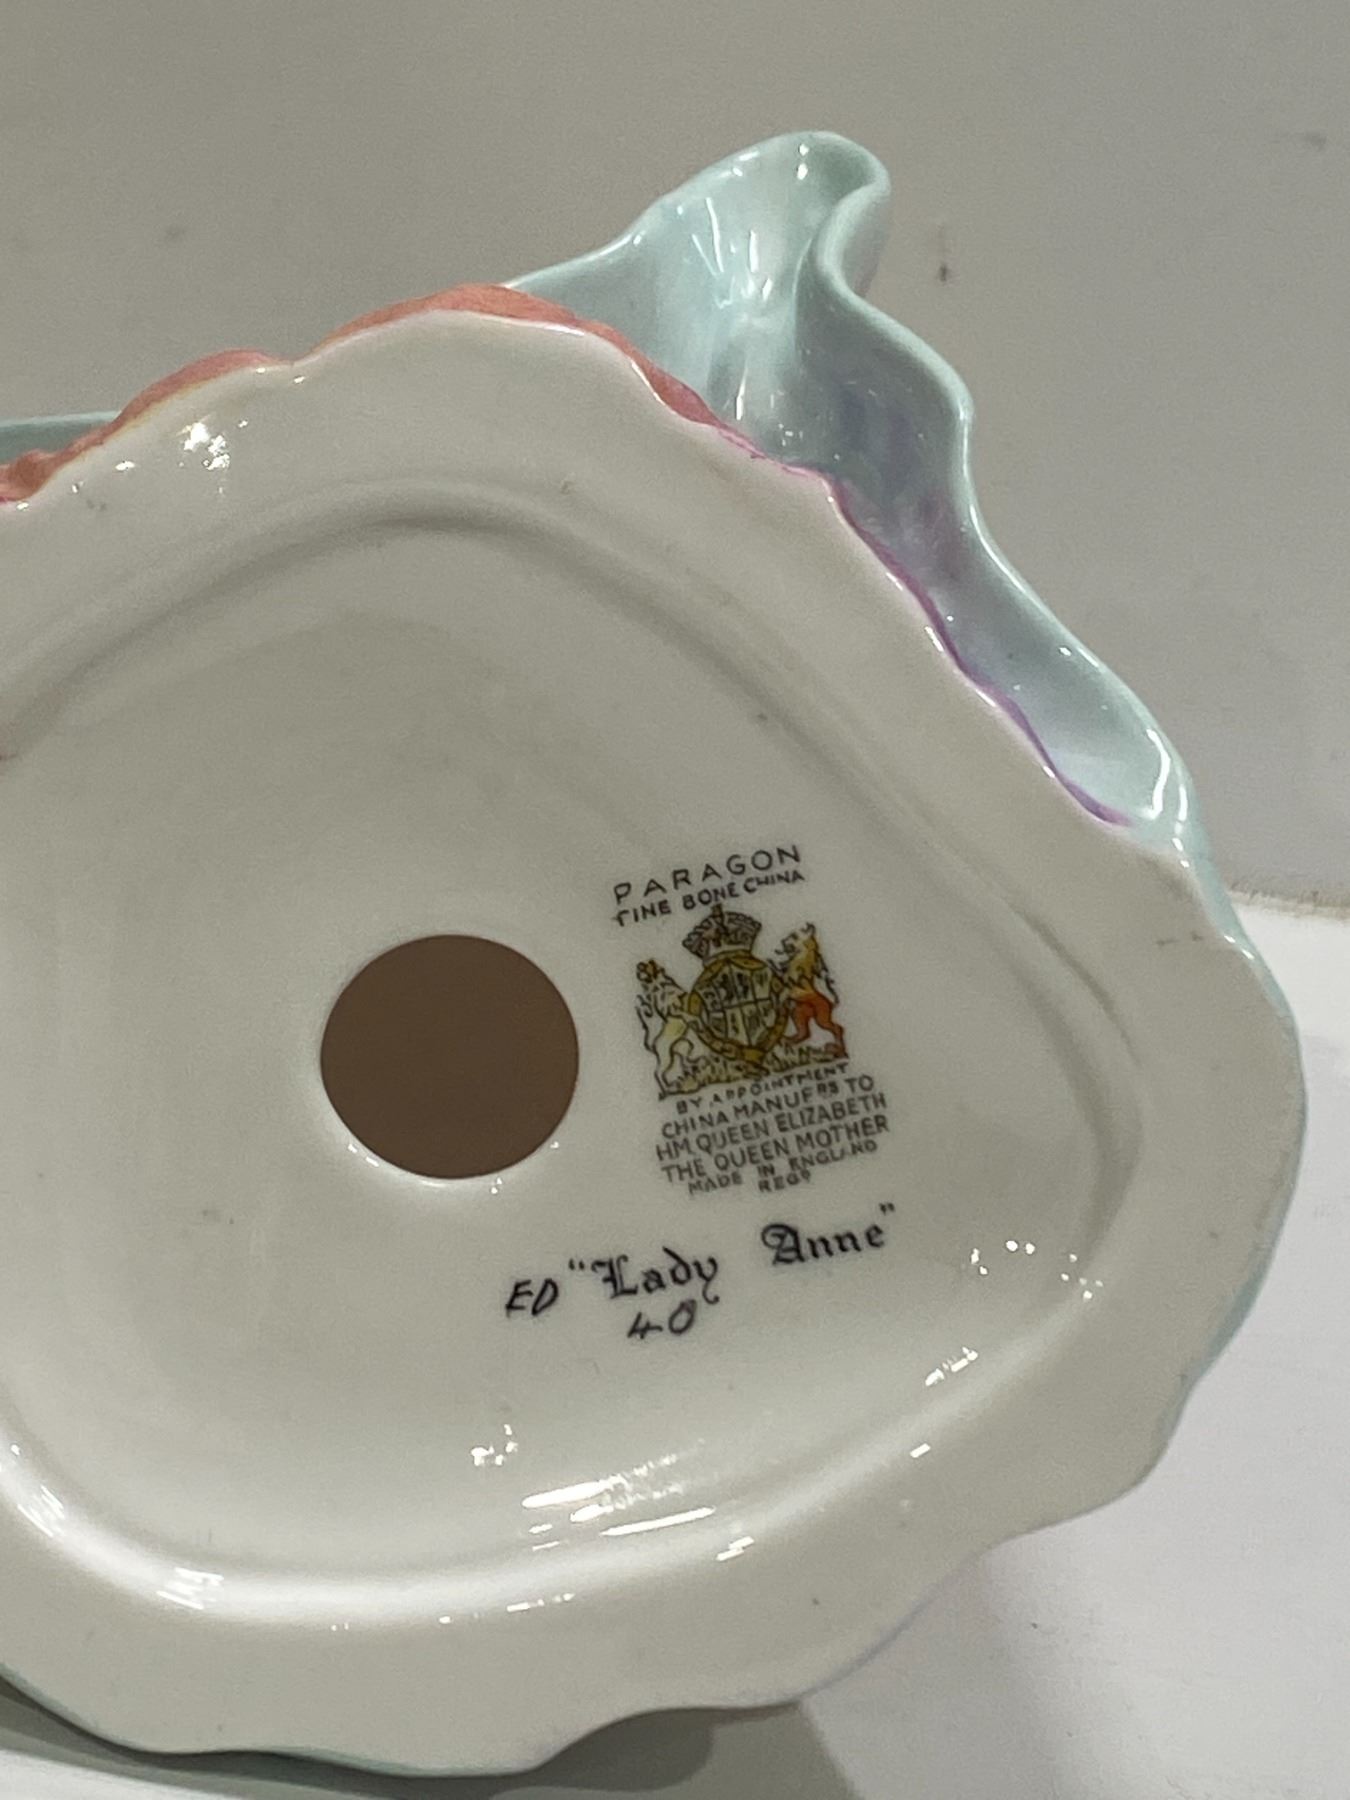 PARAGON
FINE BONE CHINA
BY APPOINTMENT
CHINA MANUFRS TO
HM. QUEEN ELIZABETH
THE QUEEN MOTHER
MADE IN ENGLAND
REGD
ED "Lady Anne"
40